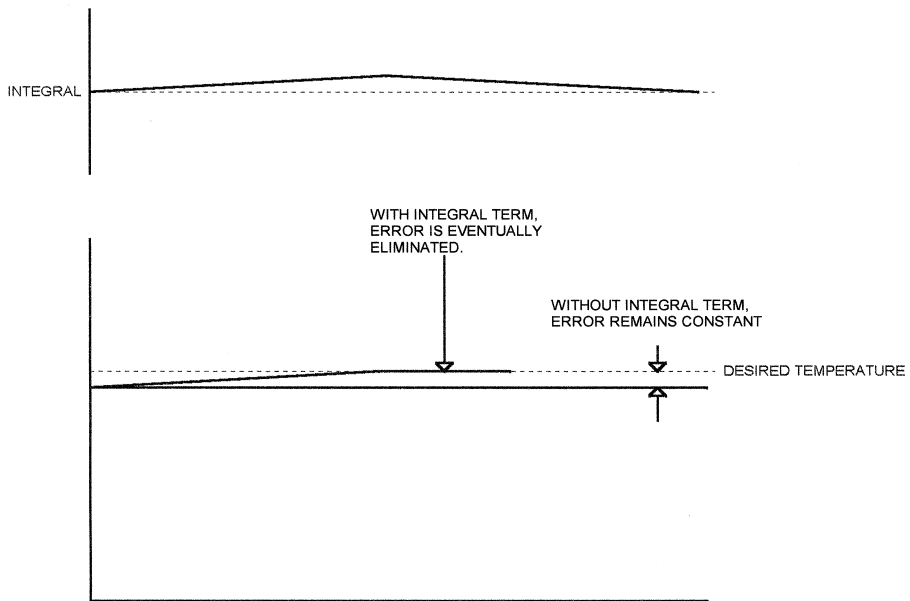 INTEGRAL
WITH INTEGRAL TERM,
ERROR IS EVENTUALLY
ELIMINATED.
WITHOUT INTEGRAL TERM,
ERROR REMAINS CONSTANT
DESIRED TEMPERATURE